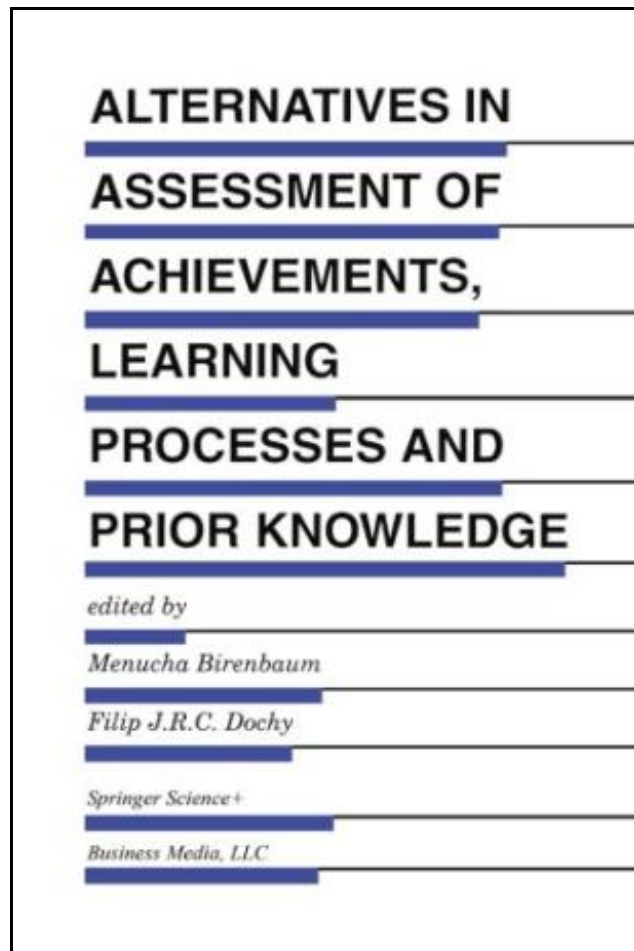 ALTERNATIVES IN
ASSESSMENT OF
ACHIEVEMENTS,
LEARNING
PROCESSES AND
PRIOR KNOWLEDGE
edited by
Menucha Birenbaum
Filip J.R.C. Dochy
Springer Science+
Business Media, LLC